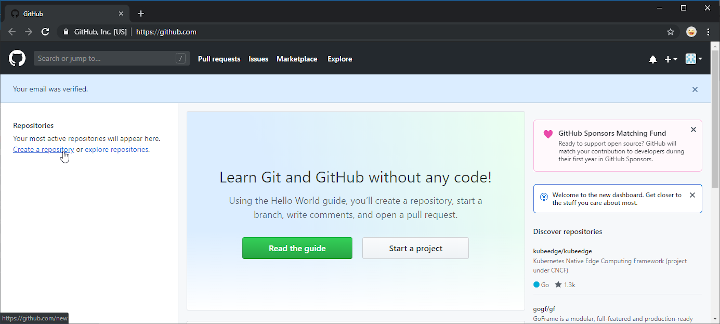 GitHub
GitHub, Inc. [US] | https://github.com
Search or jump to...
/
Pull requests Issues Marketplace Explore
Your email was verified.
Repositories
Your most active repositories will appear here.
Create a repository or explore repositories.
Learn Git and GitHub without any code!
Using the Hello World guide, you'll create a repository, start a
branch, write comments, and open a pull request.
Read the guide
Start a project
GitHub Sponsors Matching Fund
Ready to support open source? GitHub will
match your contribution to developers during
their first year in GitHub Sponsors.
Welcome to the new dashboard. Get closer to
the stuff you care about most.
Discover repositories
kubeedge/kubeedge
Kubernetes Native Edge Computing Framework (project
under CNCF)
Go 1.3k
gogf/gf
GoFrame is a modular, full-featured and production-ready
https://github.com/new